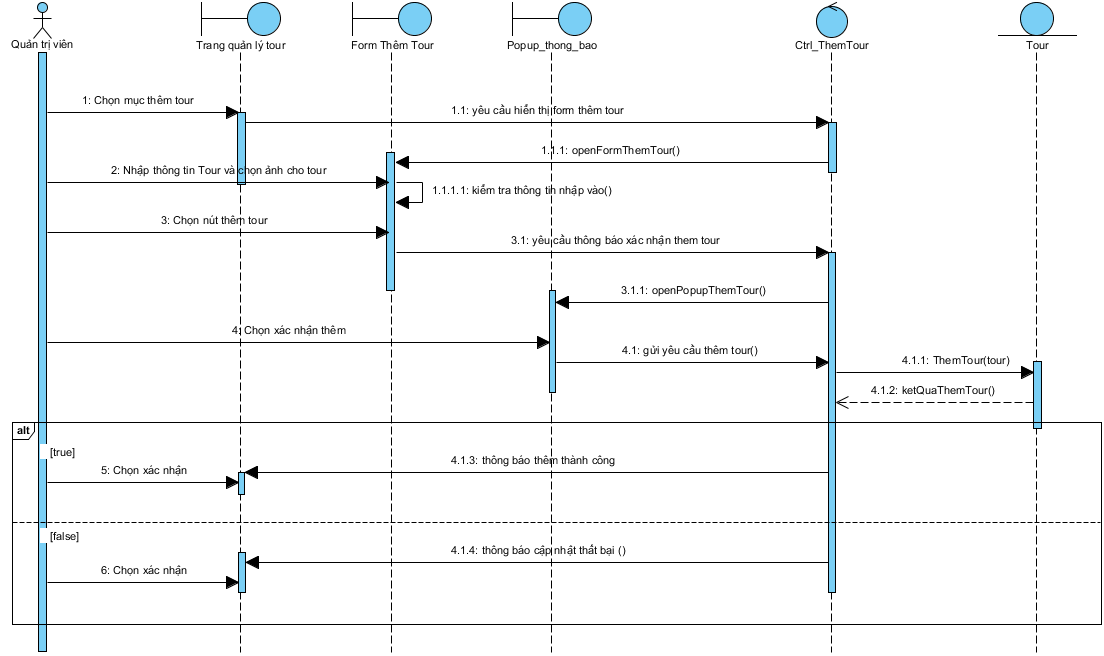 Quản trị viên
Trang quản lý tour
Form Thêm Tour
Popup_thong_bao
Ctrl_ThemTour
Tour
1: Chọn mục thêm tour
1.1: yêu cầu hiển thị form thêm tour
1.1.1: openFormThemTour()
2: Nhập thông tin Tour và chọn ảnh cho tour
1.1.1.1: kiểm tra thông tin nhập vào()
3: Chọn nút thêm tour
3.1: yêu cầu thông báo xác nhận them tour
3.1.1: openPopupThemTour()
4: Chọn xác nhận thêm
4.1: gửi yêu cầu thêm tour()
4.1.1: ThemTour(tour)
4.1.2: ketQuaThemTour()
alt
[true]
4.1.3: thông báo thêm thành công
5: Chọn xác nhận
[false]
4.1.4: thông báo cập nhật thất bại ()
6: Chọn xác nhận